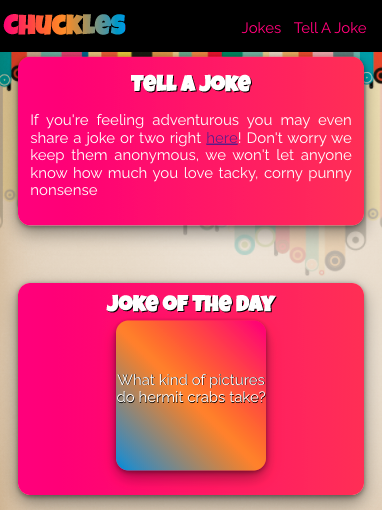 CHUCKLES
Jokes Tell A Joke
Tell A Joke
If you're feeling adventurous you may even
share a joke or two right here! Don't worry we
keep them anonymous, we won't let anyone
know how much you love tacky, corny punny
nonsense
Joke of the Day
What kind of pictures
do hermit crabs take?